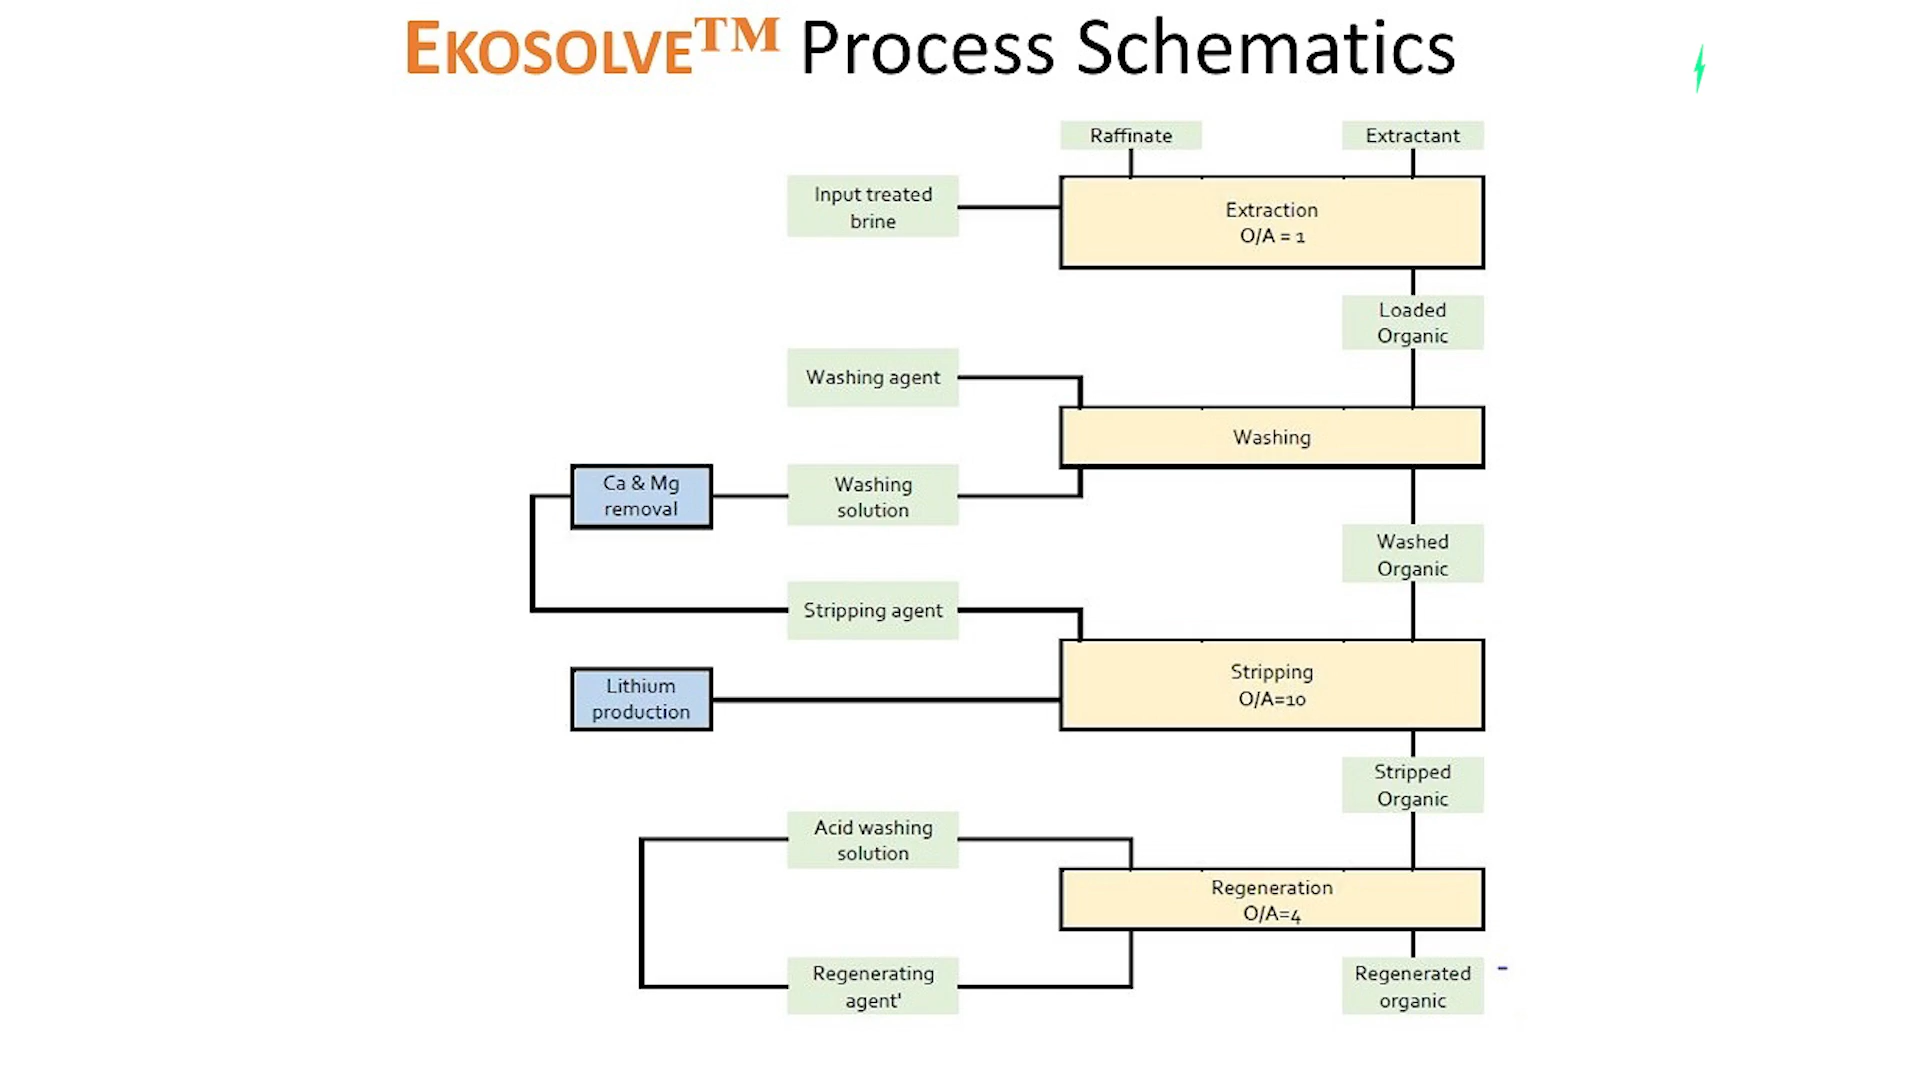 EKOSOLVE™ Process Schematics
Raffinate
Extractant
Input treated
brine
Extraction
O/A = 1
Loaded
Organic
Washing agent
Washing
Ca & Mg
removal
Washing
solution
Washed
Organic
Stripping agent
Stripping
O/A=10
Lithium
production
Stripped
Organic
Acid washing
solution
Regeneration
O/A=4
Regenerating
agent'
Regenerated
organic